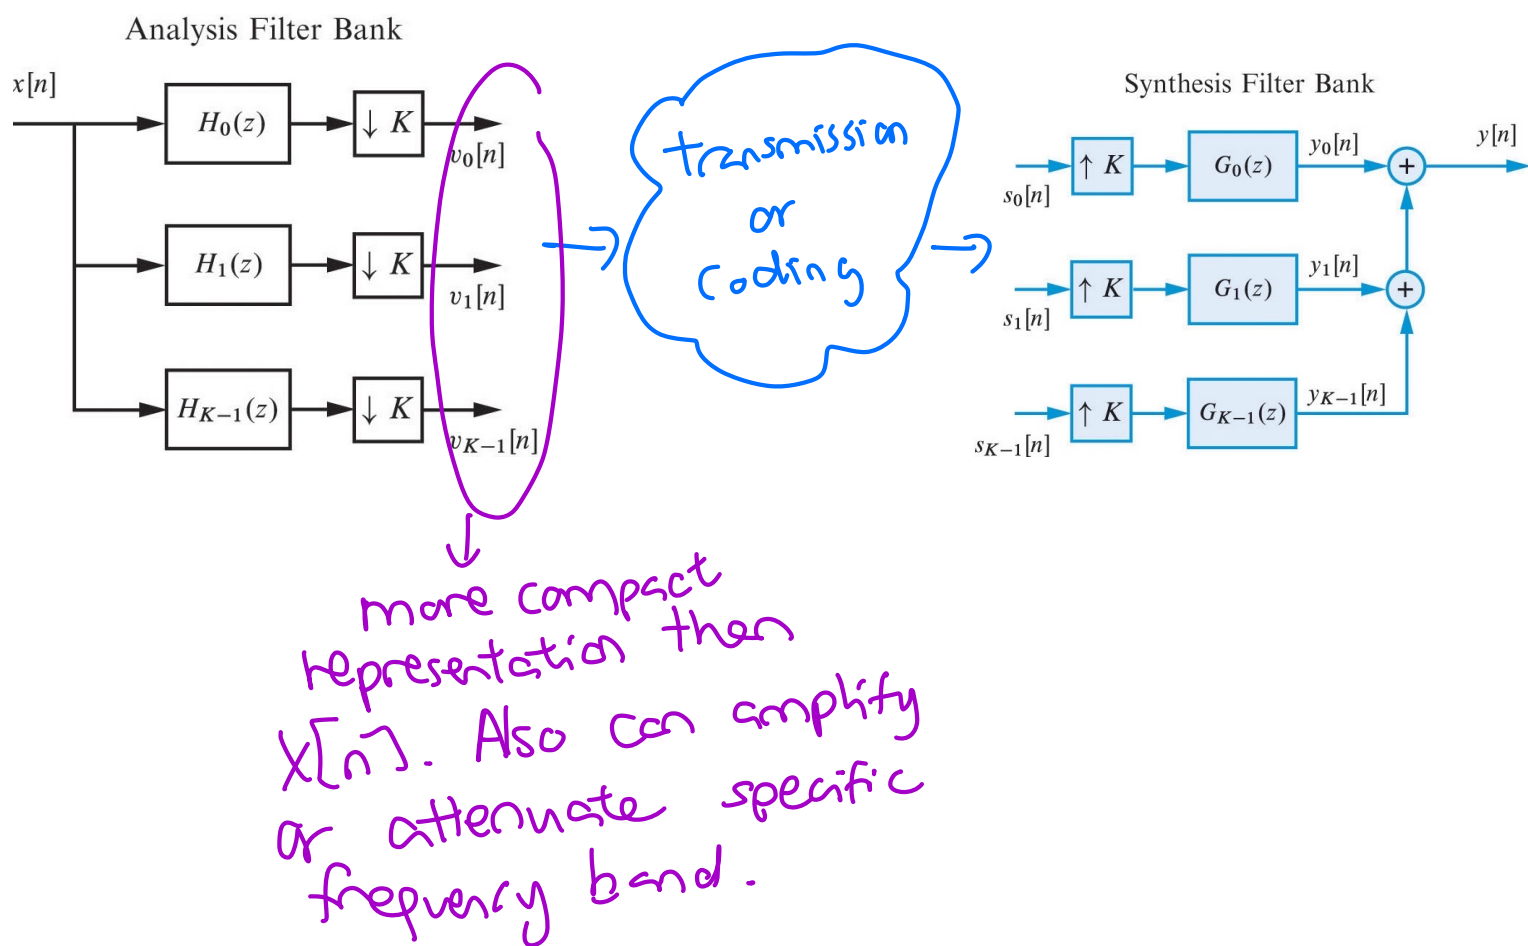 Analysis Filter Bank
x[n]
H₀(z)
↓ K
v₀[n]
H₁(z)
↓ K
v₁[n]
H_{K−1}(z)
↓ K
v_{K−1}[n]
transmission
or
coding
Synthesis Filter Bank
s₀[n]
↑ K
G₀(z)
y₀[n]
+
y[n]
s₁[n]
↑ K
G₁(z)
y₁[n]
+
s_{K−1}[n]
↑ K
G_{K−1}(z)
y_{K−1}[n]
more compact
representation then
x[n]. Also can amplify
or attenuate specific
frequency band.